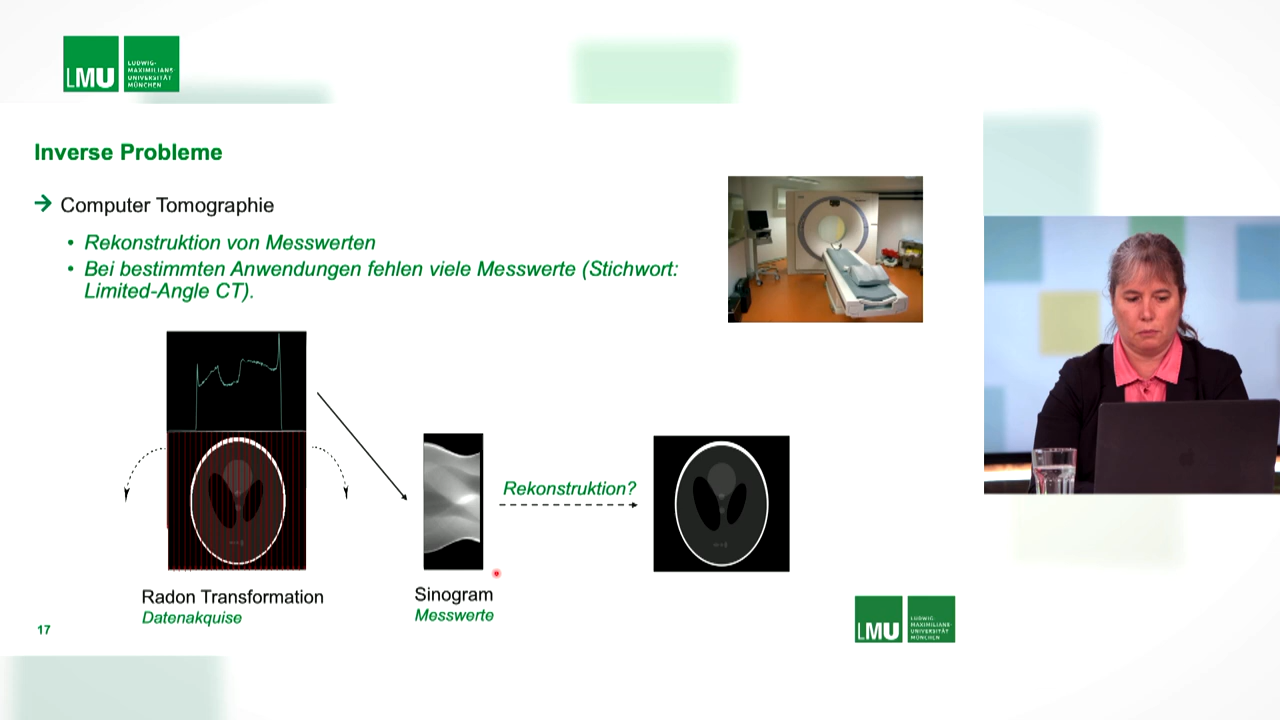 LMU
LUDWIG-
MAXIMILIANS-
UNIVERSITÄT
MÜNCHEN
Inverse Probleme
→ Computer Tomographie
• Rekonstruktion von Messwerten
• Bei bestimmten Anwendungen fehlen viele Messwerte (Stichwort:
Limited-Angle CT).
Rekonstruktion?
Radon Transformation
Datenakquise
Sinogram
Messwerte
17
LMU
LUDWIG-
MAXIMILIANS-
UNIVERSITÄT
MÜNCHEN